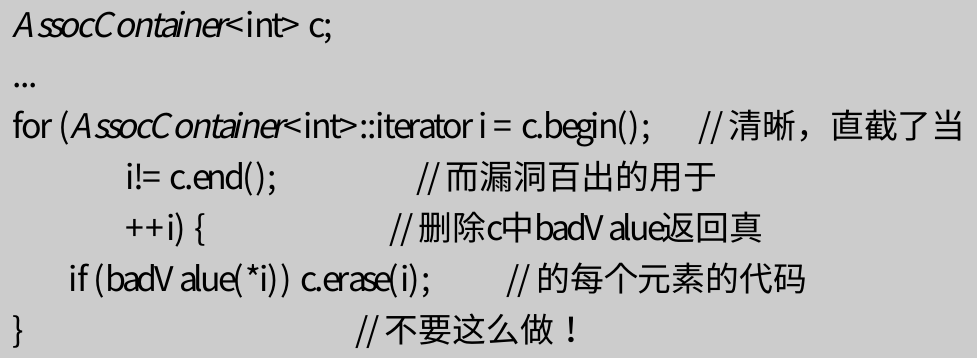 AssocContainer<int> c;
...
for (AssocContainer<int>::iterator i = c.begin(); // 清晰，直截了当
i!= c.end(); // 而漏洞百出的用于
++i) { // 删除c中badValue返回真
if (badValue(*i)) c.erase(i); // 的每个元素的代码
} // 不要这么做！